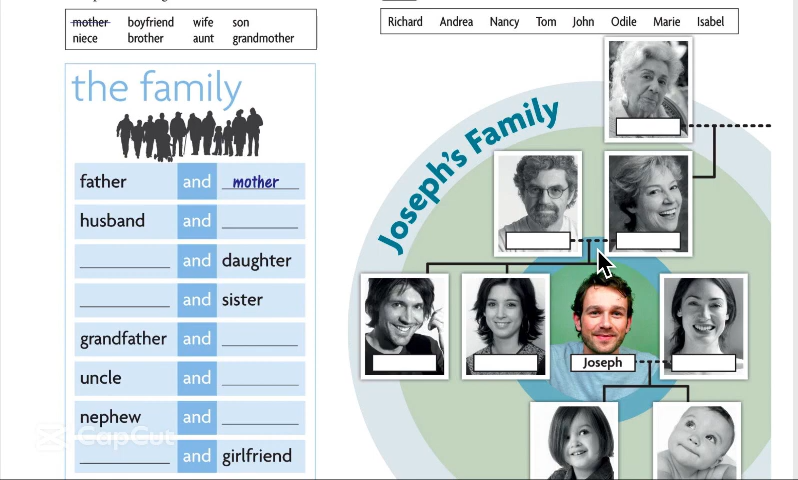 mother boyfriend wife son
niece brother aunt grandmother
the family
father and mother
husband and
and daughter
and sister
grandfather and
uncle and
nephew and
and girlfriend
CapCut
Richard Andrea Nancy Tom John Odile Marie Isabel
Joseph's Family
Joseph